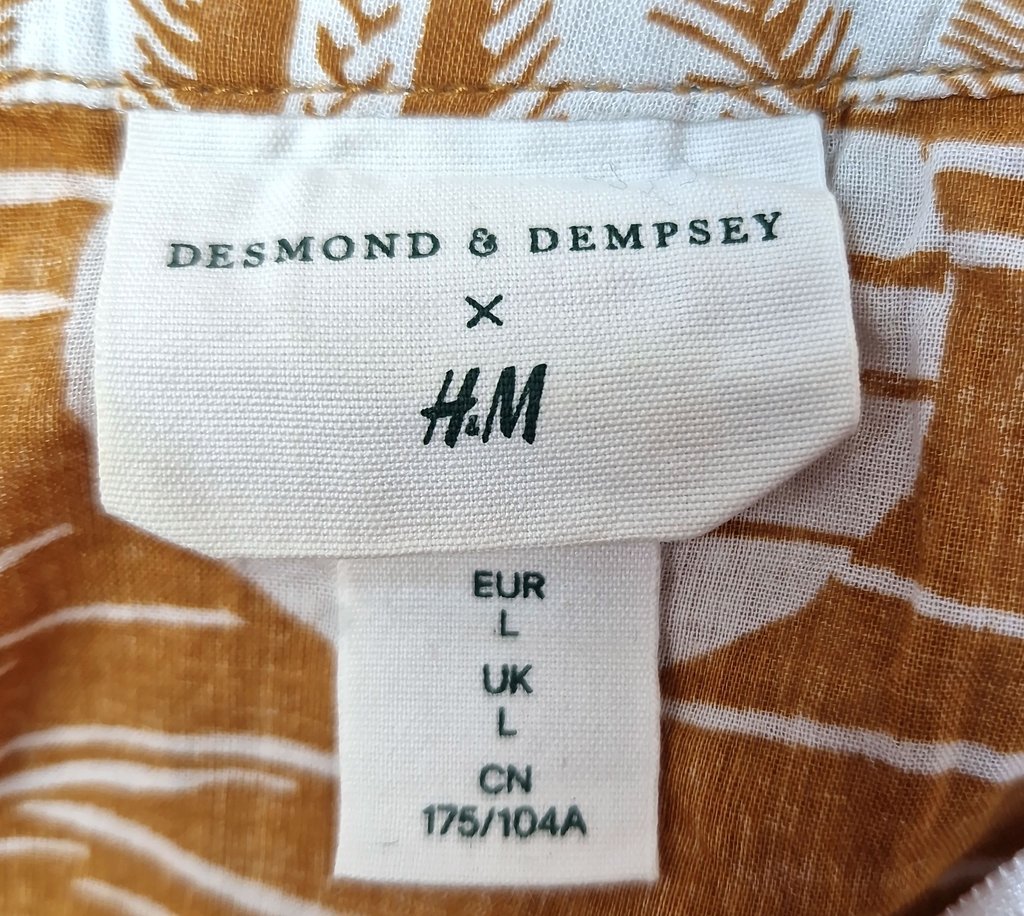 DESMOND & DEMPSEY
X
H&M
EUR
L
UK
L
CN
175/104A